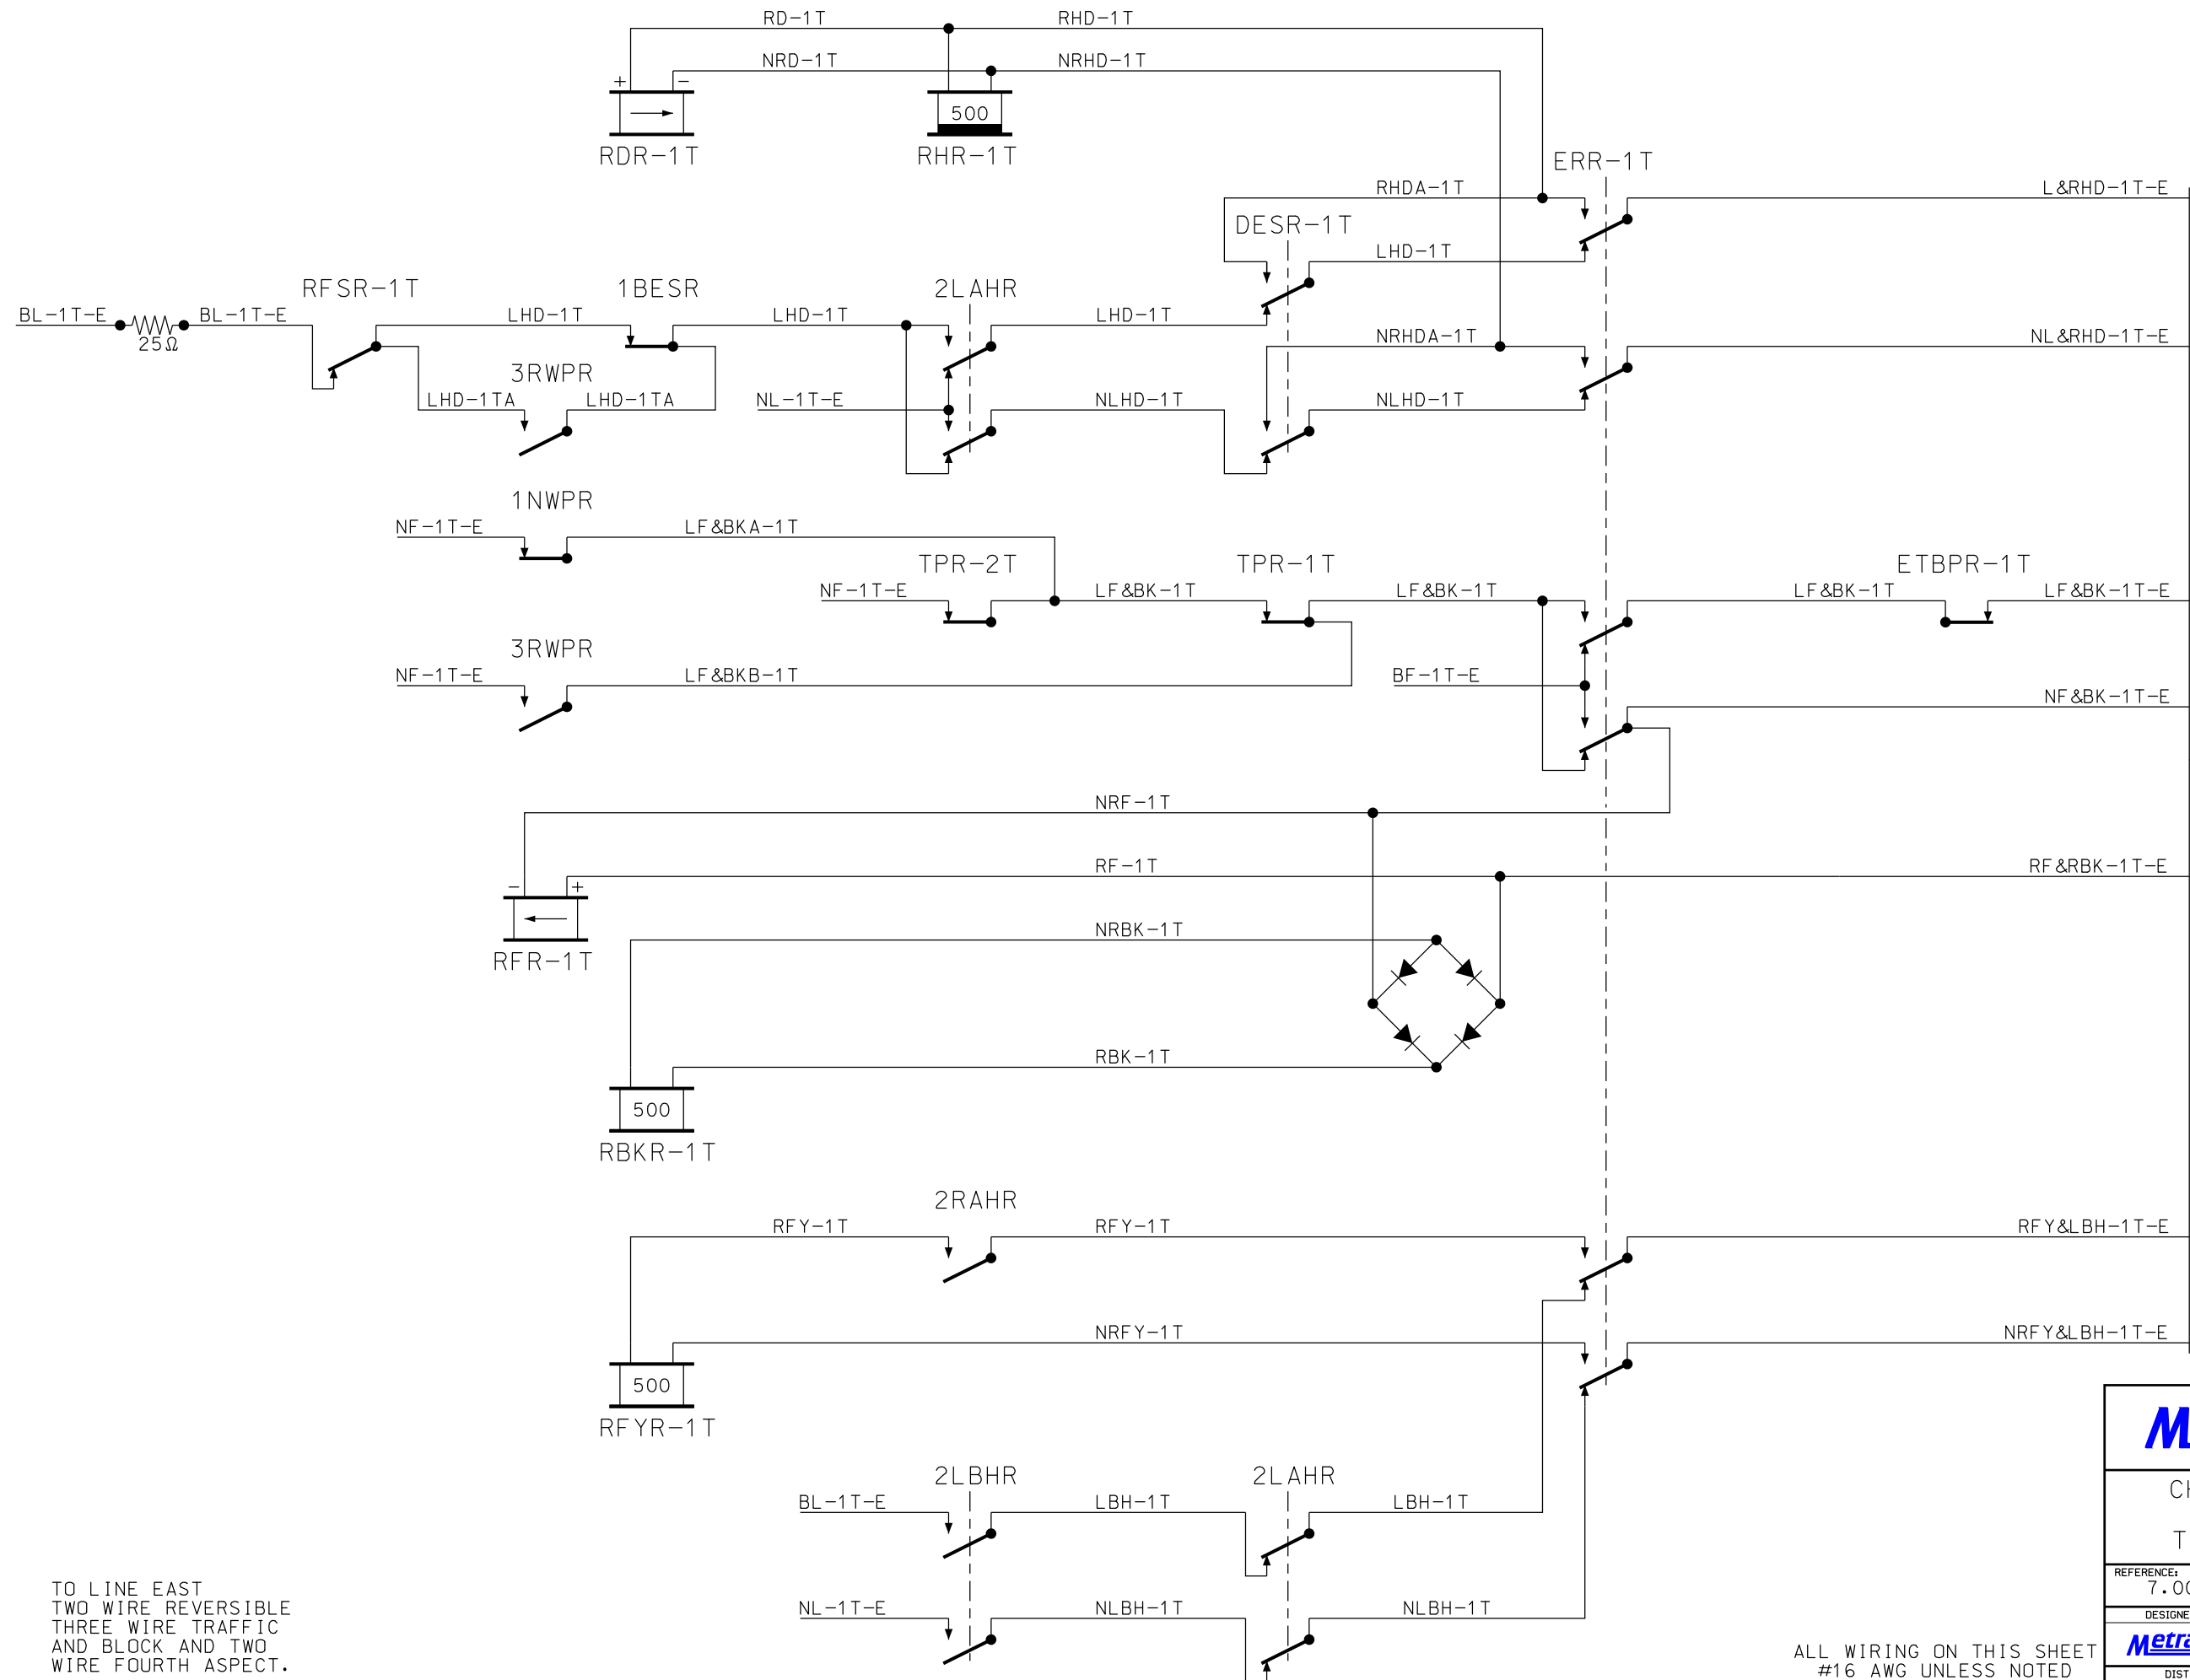 RD-1T RHD-1T
NRD-1T NRHD-1T
+ −
500
RDR-1T RHR-1T
ERR-1T
RHDA-1T L&RHD-1T-E
DESR-1T
LHD-1T
RFSR-1T 1BESR 2LAHR
BL-1T-E BL-1T-E LHD-1T LHD-1T LHD-1T
25Ω
NRHDA-1T NL&RHD-1T-E
3RWPR
LHD-1TA LHD-1TA NL-1T-E NLHD-1T NLHD-1T
1NWPR
NF-1T-E LF&BKA-1T
TPR-2T TPR-1T ETBPR-1T
NF-1T-E LF&BK-1T LF&BK-1T LF&BK-1T LF&BK-1T-E
3RWPR
NF-1T-E LF&BKB-1T BF-1T-E
NF&BK-1T-E
NRF-1T
RF-1T RF&RBK-1T-E
− +
NRBK-1T
RFR-1T
RBK-1T
500
RBKR-1T
2RAHR
RFY-1T RFY-1T RFY&LBH-1T-E
NRFY-1T NRFY&LBH-1T-E
500
RFYR-1T
2LBHR 2LAHR
BL-1T-E LBH-1T LBH-1T
NL-1T-E NLBH-1T NLBH-1T
TO LINE EAST
TWO WIRE REVERSIBLE
THREE WIRE TRAFFIC
AND BLOCK AND TWO
WIRE FOURTH ASPECT.
ALL WIRING ON THIS SHEET
#16 AWG UNLESS NOTED
REFERENCE: